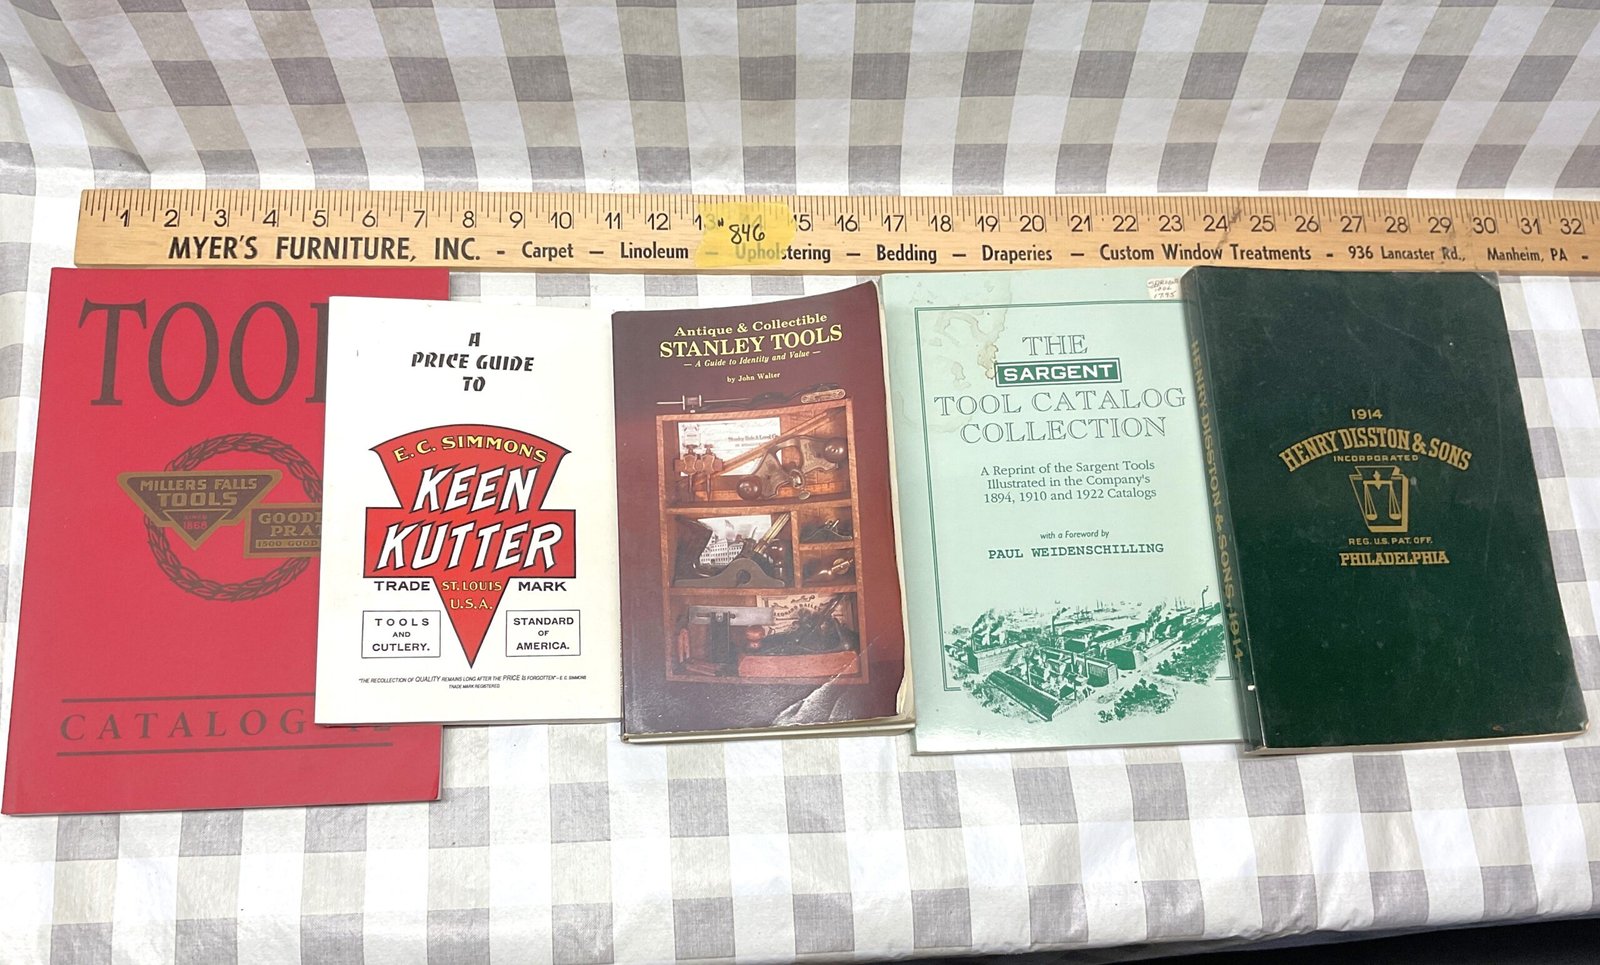 1 2 3 4 5 6 7 8 9 10 11 12 13 15 16 17 18 19 20 21 22 23 24 25 26 27 28 29 30 31 32
846
MYER'S FURNITURE, INC. - Carpet — Linoleum — Upholstering — Bedding — Draperies — Custom Window Treatments - 936 Lancaster Rd., Manheim, PA -
TOOL
MILLERS FALLS
TOOLS
SINCE
1868
CATALOG
A
PRICE GUIDE
TO
E.C. SIMMONS
KEEN
KUTTER
TRADE ST. LOUIS MARK
U.S.A.
TOOLS
AND
CUTLERY.
STANDARD
OF
AMERICA.
"THE RECOLLECTION OF QUALITY REMAINS LONG AFTER THE PRICE IS FORGOTTEN" - E.C. SIMMONS
TRADE MARK REGISTERED.
Antique & Collectible
STANLEY TOOLS
— A Guide to Identity and Value —
by John Walter
17.95
THE
SARGENT
TOOL CATALOG
COLLECTION
A Reprint of the Sargent Tools
Illustrated in the Company's
1894, 1910 and 1922 Catalogs
with a Foreword by
PAUL WEIDENSCHILLING
HENRY DISSTON & SONS • 1914
1914
HENRY DISSTON & SONS
INCORPORATED
REG. U.S. PAT. OFF.
PHILADELPHIA